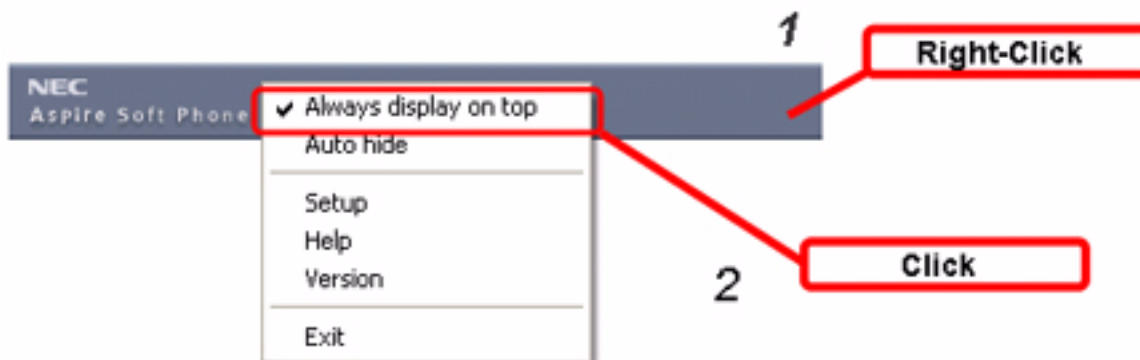 1
Right-Click
NEC
Aspire Soft Phone
✔ Always display on top
Auto hide
Setup
Help
Version
2
Click
Exit